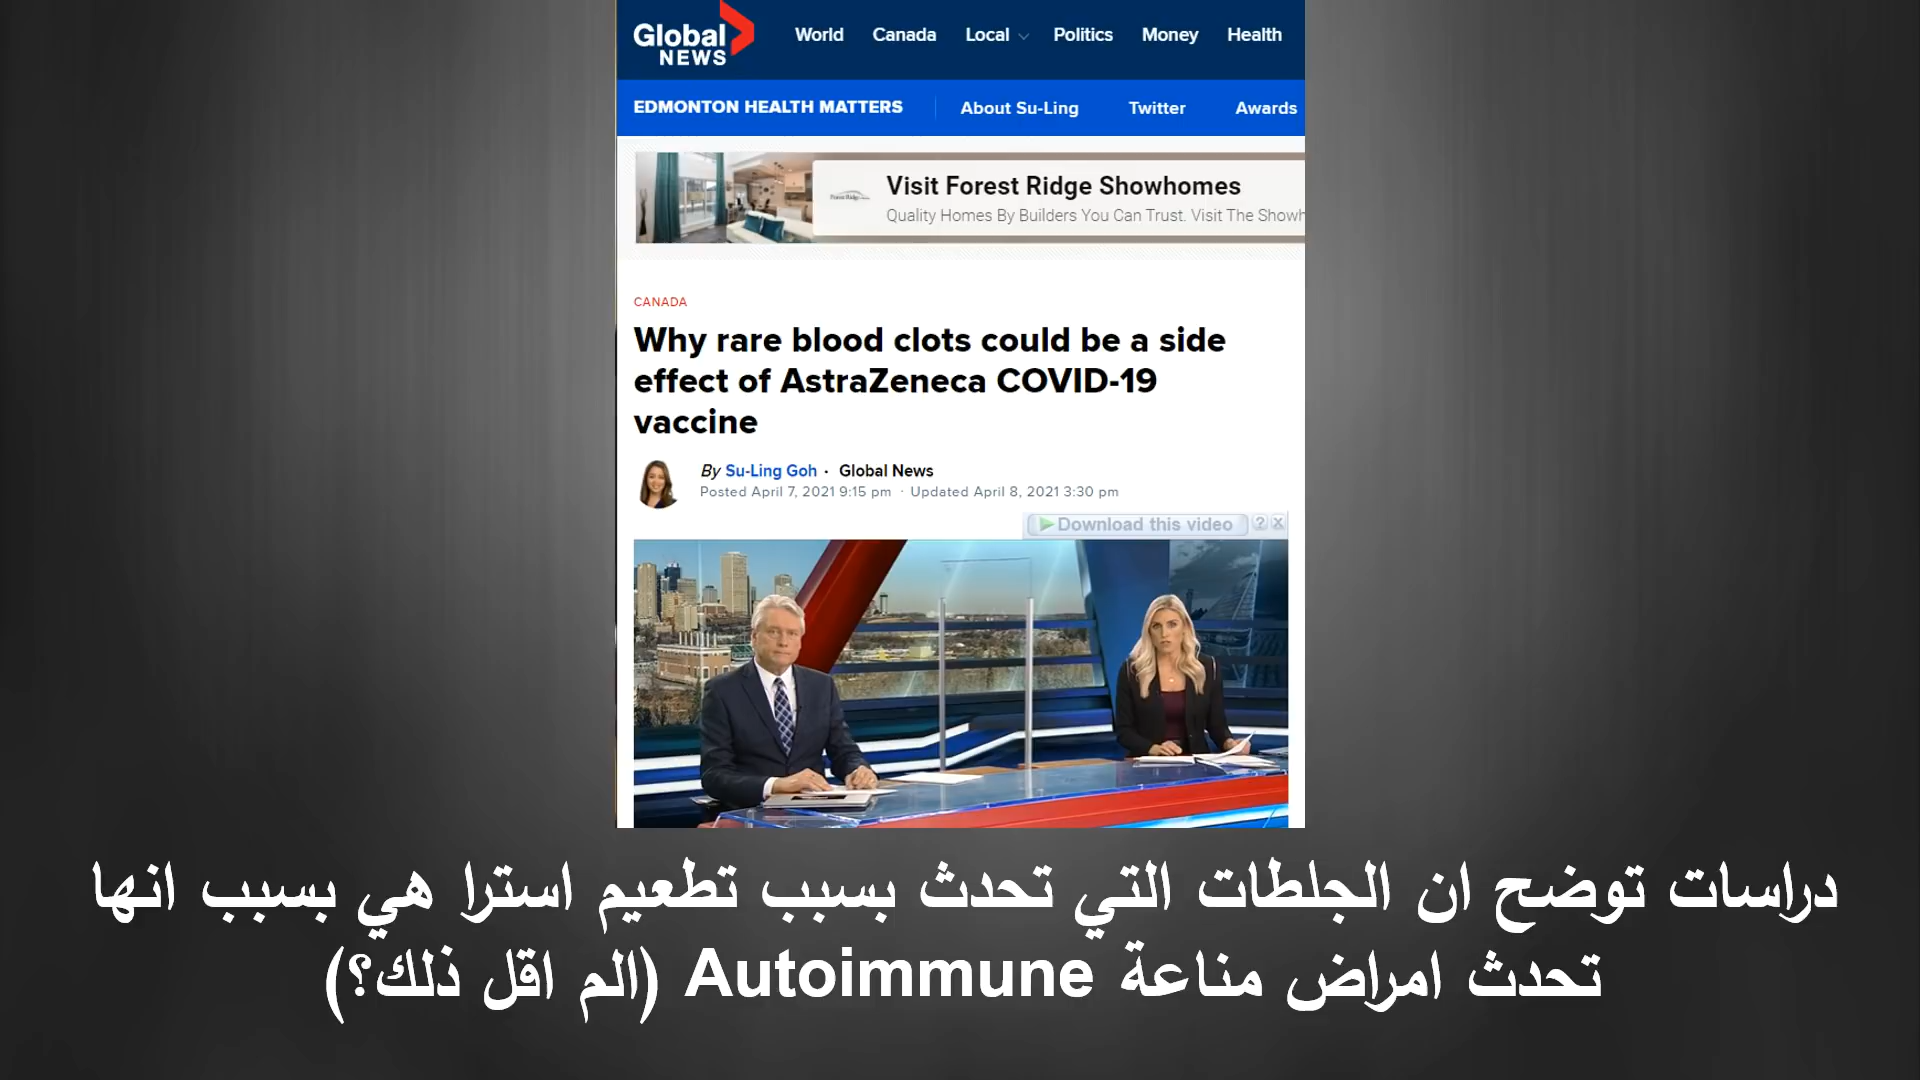 Global NEWS
World Canada Local Politics Money Health
EDMONTON HEALTH MATTERS About Su-Ling Twitter Awards
Visit Forest Ridge Showhomes
Forest Ridge
Quality Homes By Builders You Can Trust. Visit The Showh
CANADA
Why rare blood clots could be a side
effect of AstraZeneca COVID-19
vaccine
By Su-Ling Goh · Global News
Posted April 7, 2021 9:15 pm · Updated April 8, 2021 3:30 pm
Download this video ? X
دراسات توضح ان الجلطات التي تحدث بسبب تطعيم استرا هي بسبب انها
تحدث امراض مناعة Autoimmune (الم اقل ذلك؟)